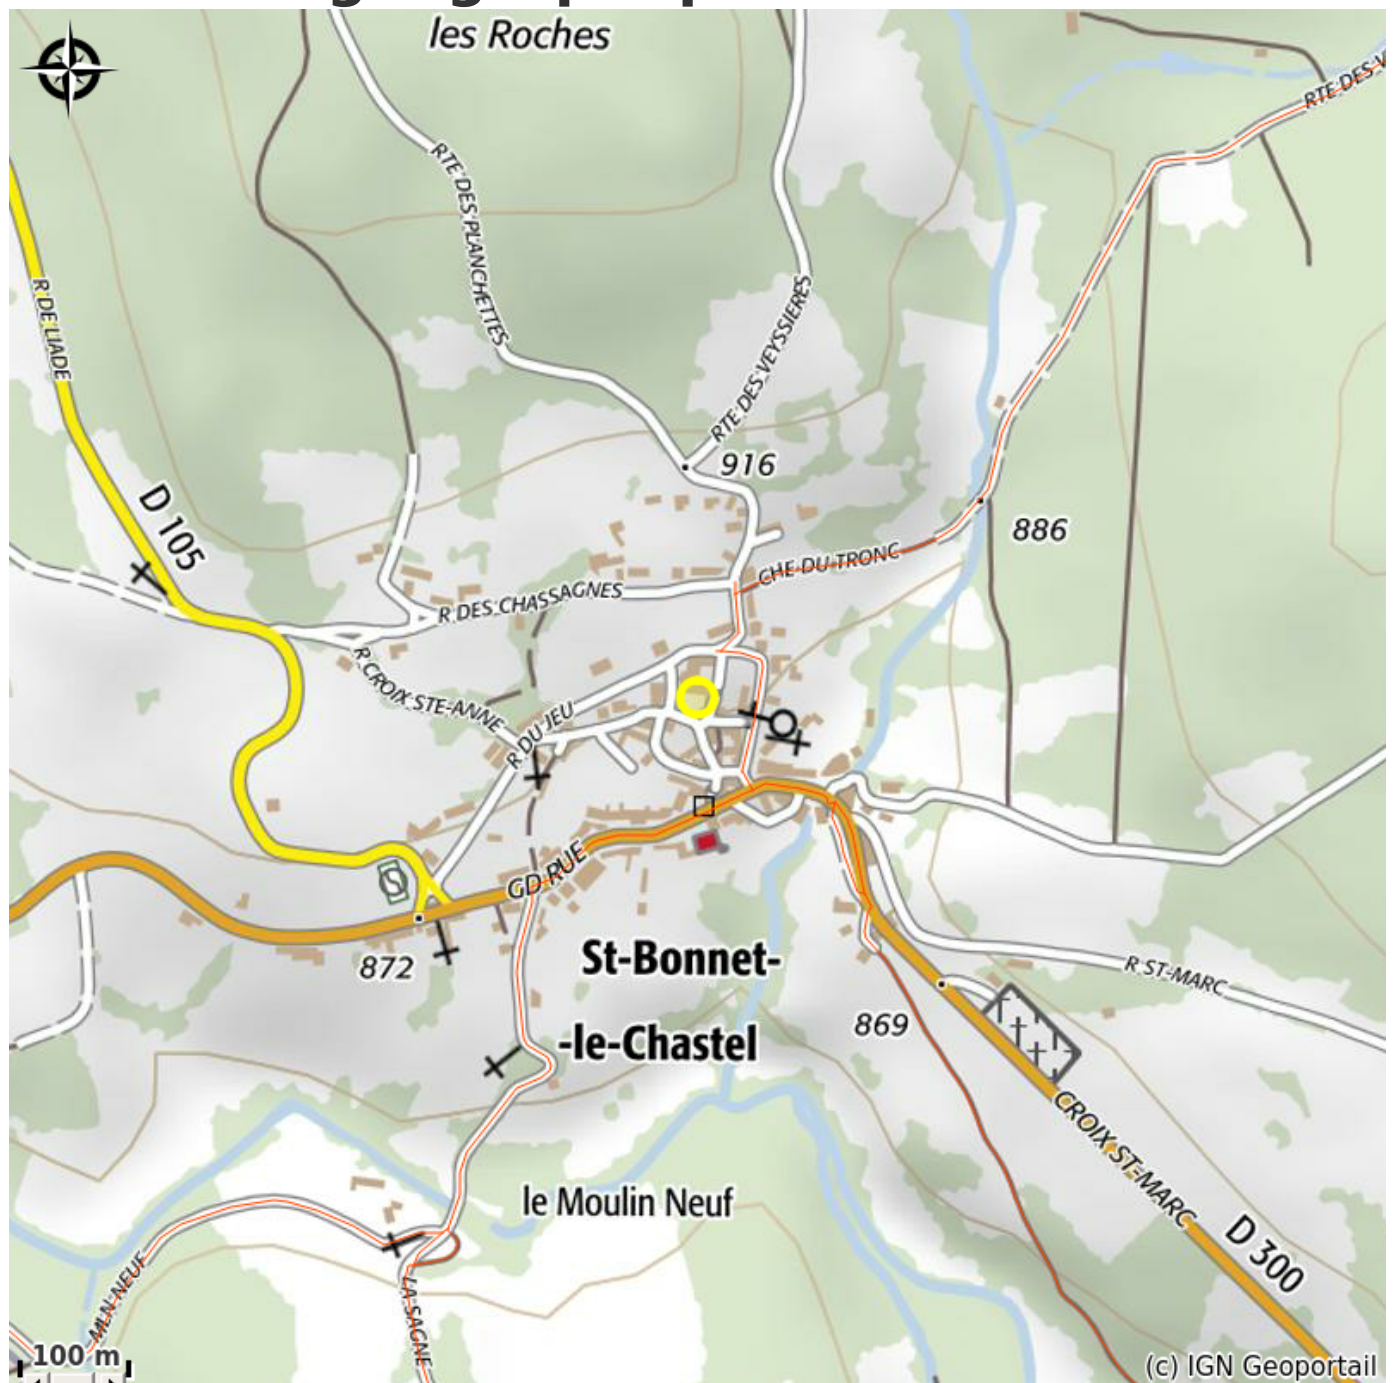 les Roches
RTE DES V
RTE DES PLANCHETTES
R DE LIADE
RTE DES VEYSSIERES
916
D 105
886
CHE DU TRONC
R DES CHASSAGNES
R CROIX STE-ANNE
R DU JEU
GD RUE
St-Bonnet-
-le-Chastel
872
R ST-MARC
869
CROIX ST-MARC
le Moulin Neuf
D 300
MLN NEUF
LA SAGNE
100 m
(c) IGN Geoportail